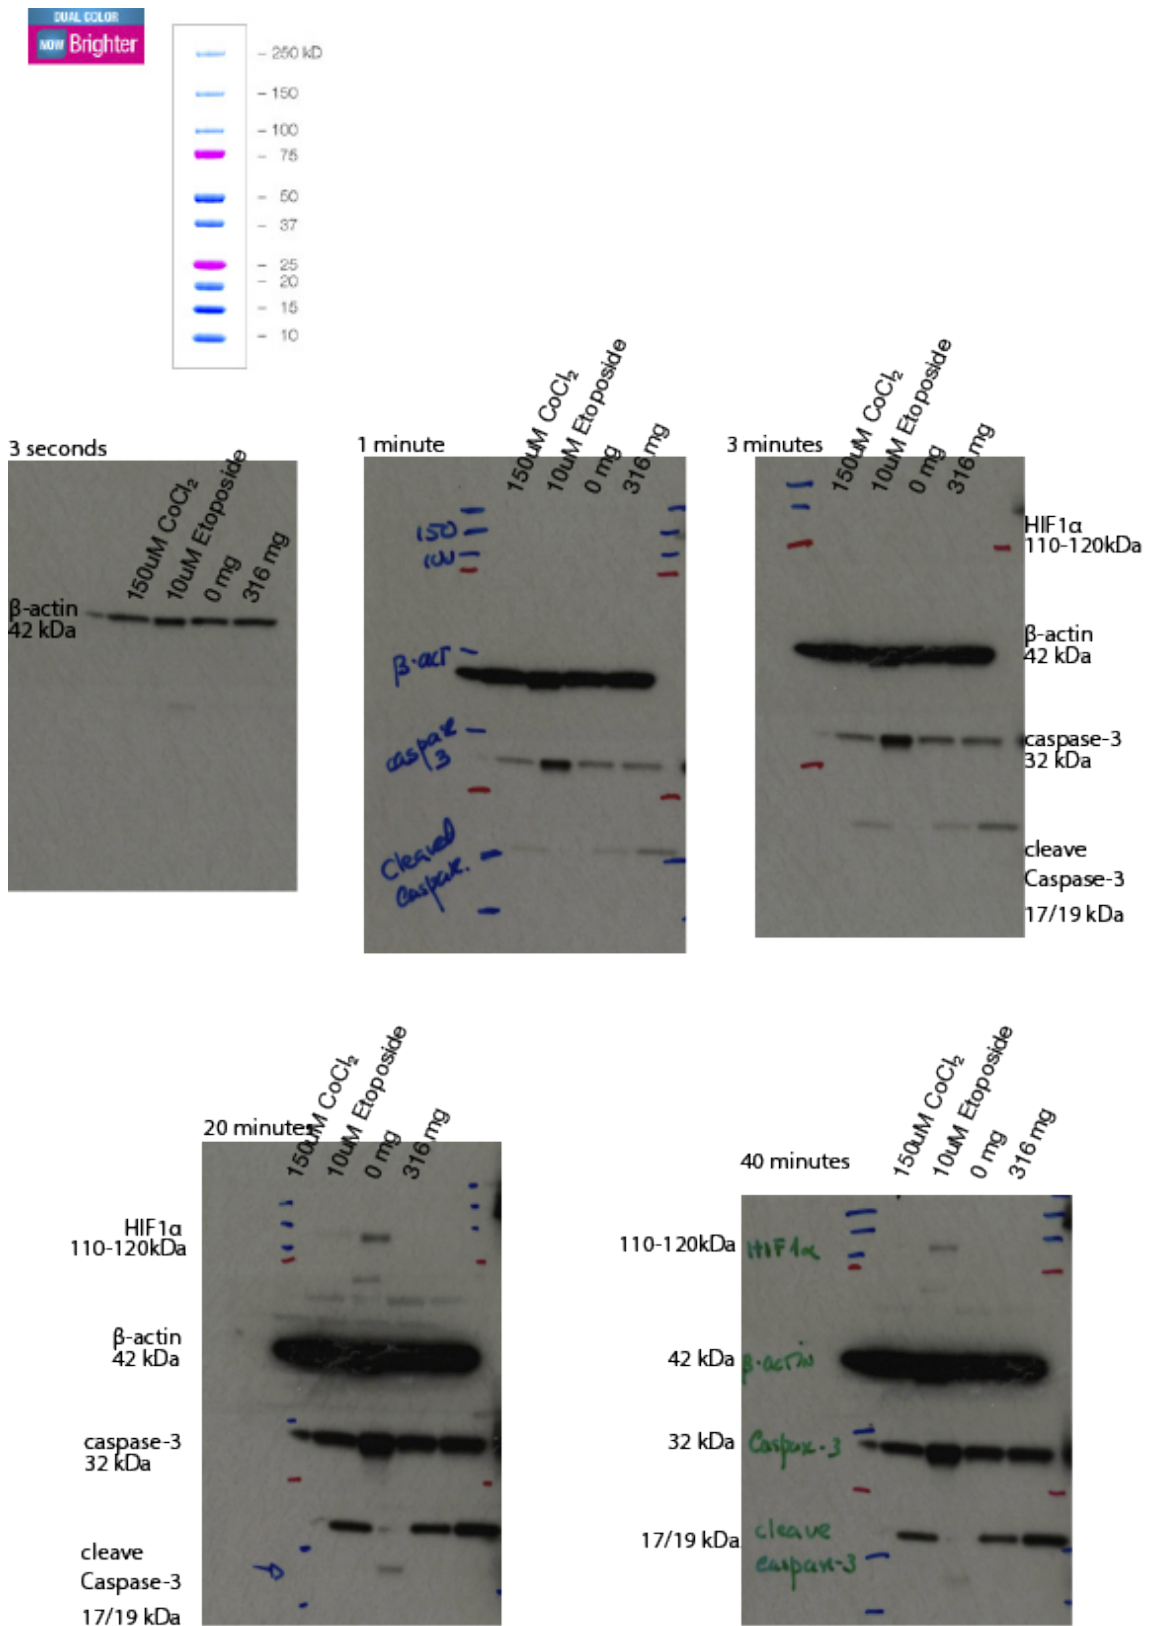 DUAL COLOR
NOW Brighter
– 250 kD
– 150
– 100
– 75
– 50
– 37
– 25
– 20
– 15
– 10
3 seconds
150uM CoCl₂
10uM Etoposide
0 mg
316 mg
β-actin
42 kDa
1 minute
150uM CoCl₂
10uM Etoposide
0 mg
316 mg
150
100
β-act
caspase
3
Cleaved
caspase.
3 minutes
150uM CoCl₂
10uM Etoposide
0 mg
316 mg
HIF1α
110-120kDa
β-actin
42 kDa
caspase-3
32 kDa
cleave
Caspase-3
17/19 kDa
20 minutes
150uM CoCl₂
10uM Etoposide
0 mg
316 mg
HIF1α
110-120kDa
β-actin
42 kDa
caspase-3
32 kDa
cleave
Caspase-3
17/19 kDa
40 minutes
150uM CoCl₂
10uM Etoposide
0 mg
316 mg
110-120kDa HIF1α
42 kDa β-actin
32 kDa Caspase-3
17/19 kDa cleave
caspase-3